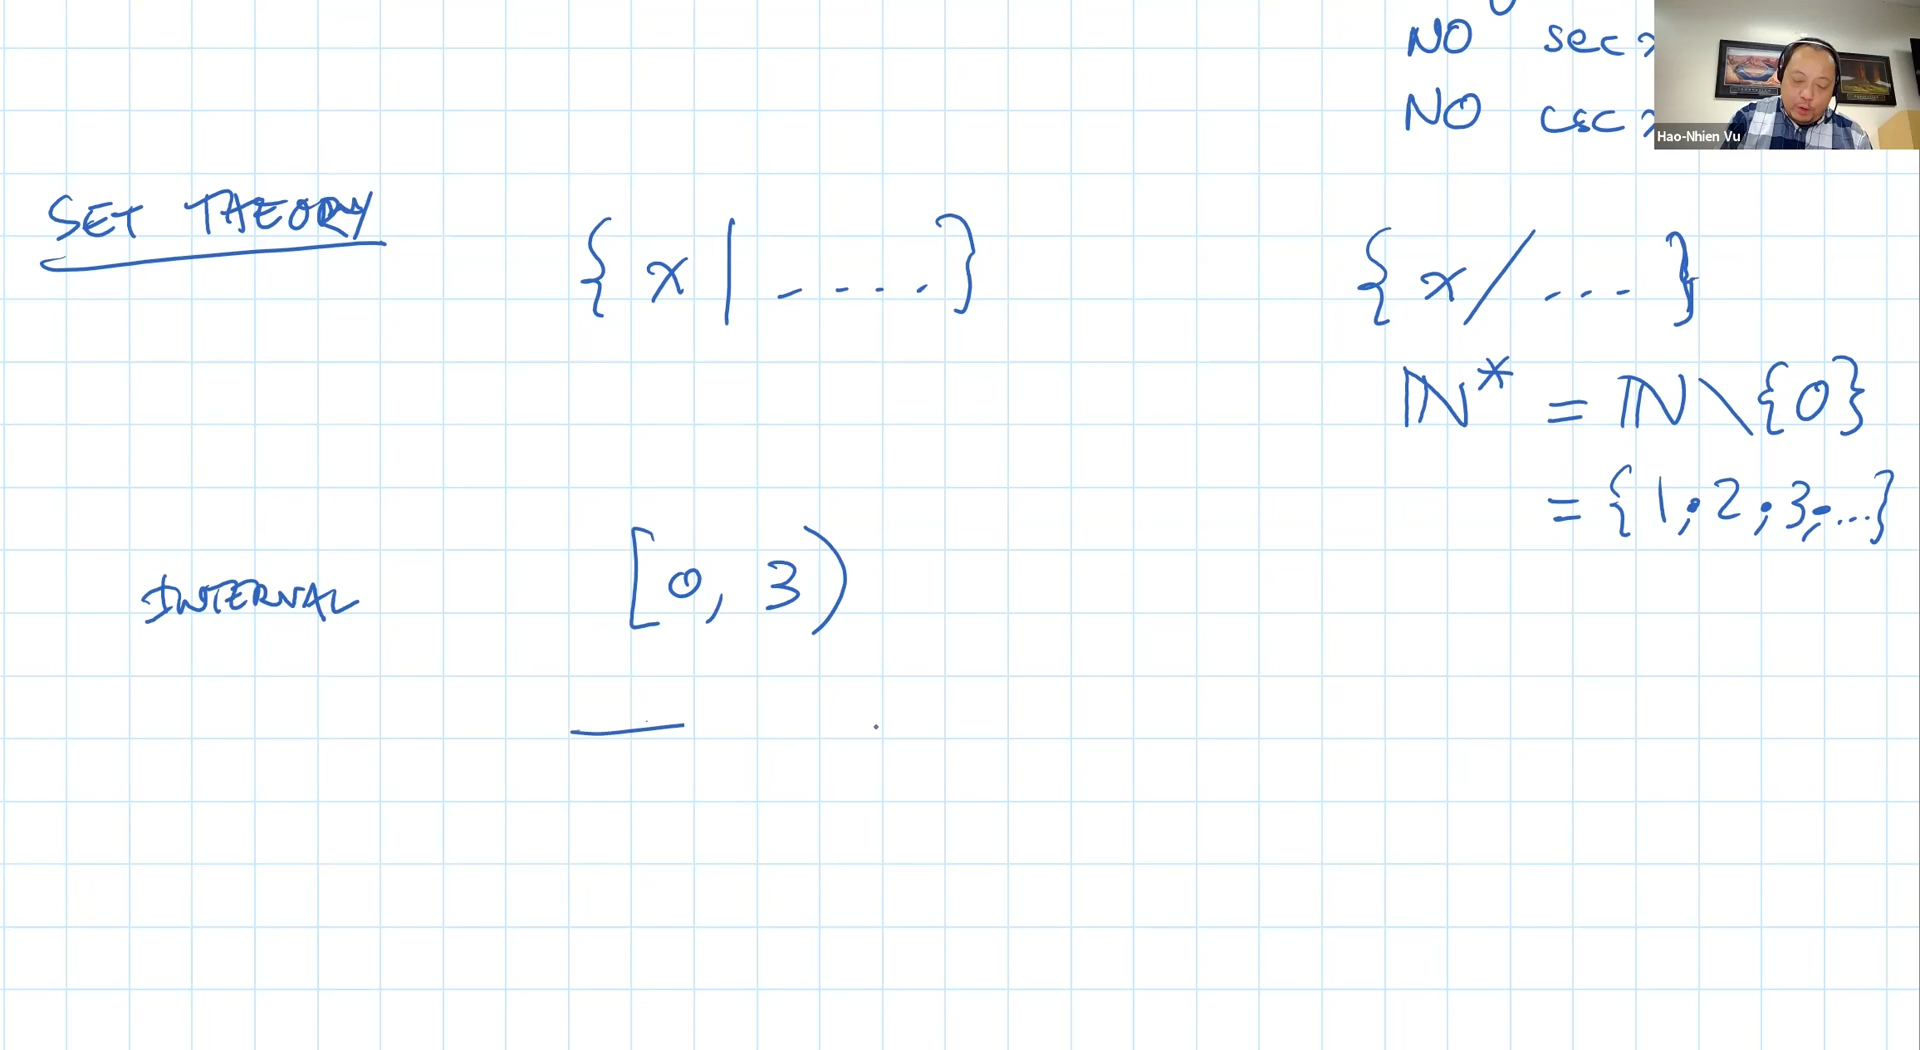 NO sec x
NO csc x
Hao-Nhien Vu
SET THEORY
{ x | - . . . . }
{ x / . . . . }
ℕ* = ℕ \ {0}
= {1; 2; 3; ...}
INTERVAL
[0, 3)